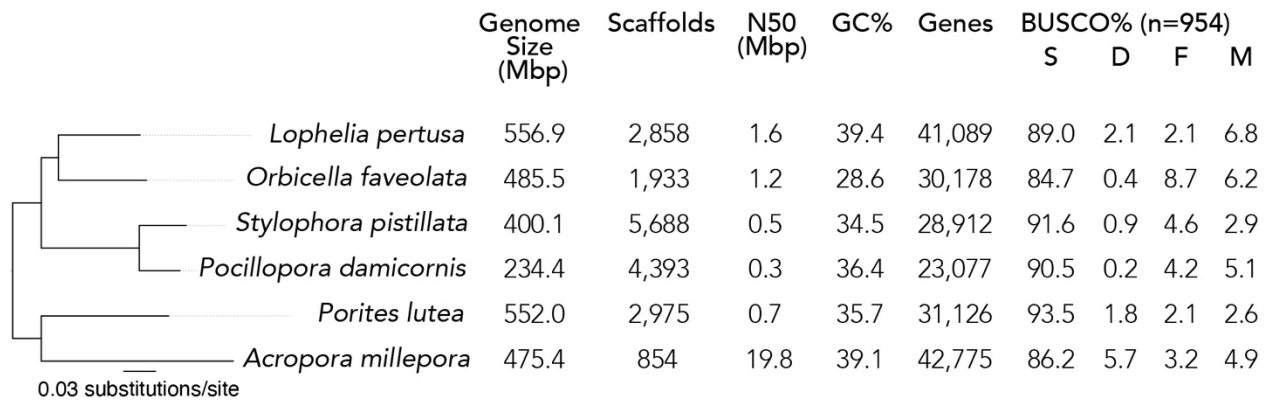 Genome Scaffolds N50 GC% Genes BUSCO% (n=954)
Size (Mbp) S D F M
(Mbp)
Lophelia pertusa 556.9 2,858 1.6 39.4 41,089 89.0 2.1 2.1 6.8
Orbicella faveolata 485.5 1,933 1.2 28.6 30,178 84.7 0.4 8.7 6.2
Stylophora pistillata 400.1 5,688 0.5 34.5 28,912 91.6 0.9 4.6 2.9
Pocillopora damicornis 234.4 4,393 0.3 36.4 23,077 90.5 0.2 4.2 5.1
Porites lutea 552.0 2,975 0.7 35.7 31,126 93.5 1.8 2.1 2.6
Acropora millepora 475.4 854 19.8 39.1 42,775 86.2 5.7 3.2 4.9
0.03 substitutions/site